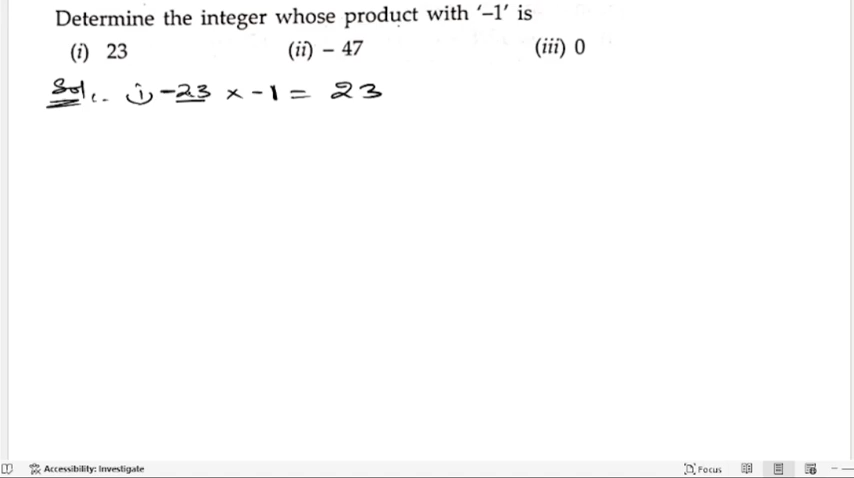 Determine the integer whose product with ‘–1’ is
(i) 23 (ii) – 47 (iii) 0
Sol:. i) -23 × -1 = 23
Accessibility: Investigate Focus